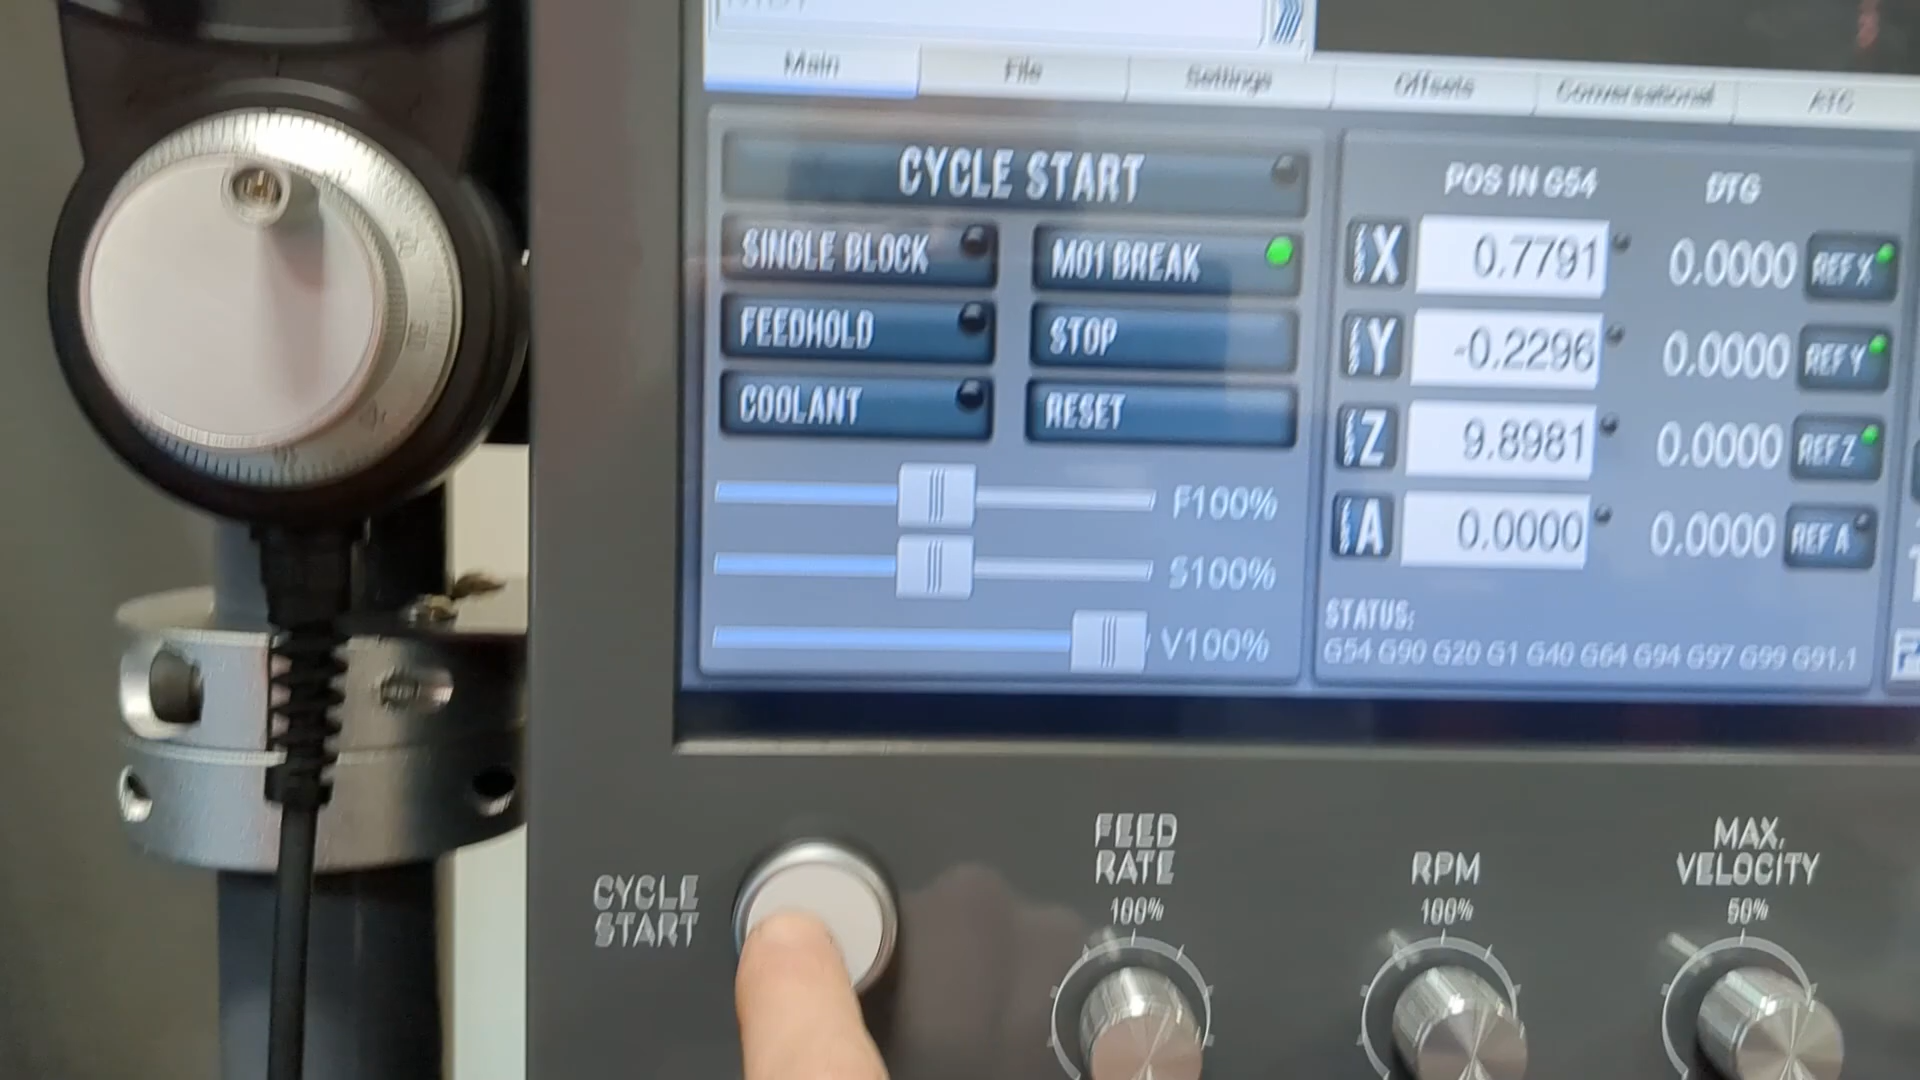 Main File Settings Offsets Conversational ATC
CYCLE START
SINGLE BLOCK M01 BREAK
FEEDHOLD STOP
COOLANT RESET
F100%
S100%
V100%
POS IN G54 DTG
X 0.7791 0.0000 REF X
Y -0.2296 0.0000 REF Y
Z 9.8981 0.0000 REF Z
A 0.0000 0.0000 REF A
STATUS:
G54 G90 G20 G1 G40 G64 G94 G97 G99 G91.1
CYCLE
START
FEED
RATE
100%
RPM
100%
MAX.
VELOCITY
50%